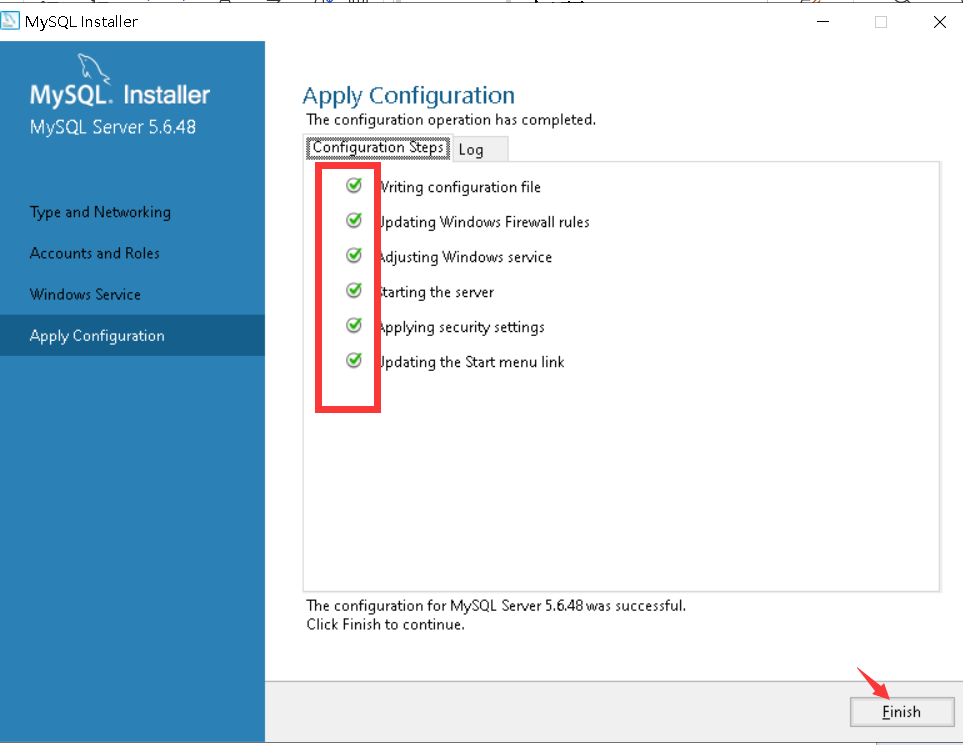 MySQL Installer
MySQL. Installer
MySQL Server 5.6.48
Type and Networking
Accounts and Roles
Windows Service
Apply Configuration
Apply Configuration
The configuration operation has completed.
Configuration Steps
Log
Writing configuration file
Updating Windows Firewall rules
Adjusting Windows service
Starting the server
Applying security settings
Updating the Start menu link
The configuration for MySQL Server 5.6.48 was successful.
Click Finish to continue.
Finish